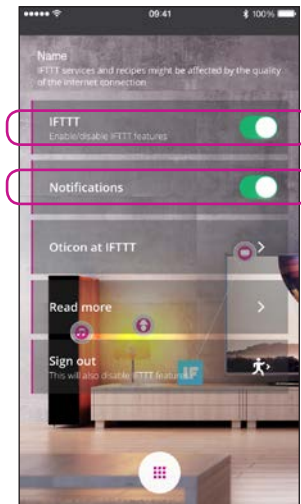 09:41
100%
Name
IFTTT services and recipes might be affected by the quality
of the internet connection
IFTTT
Enable/disable IFTTT features
Notifications
Oticon at IFTTT
Read more
Sign out
This will also disable IFTTT features
IF